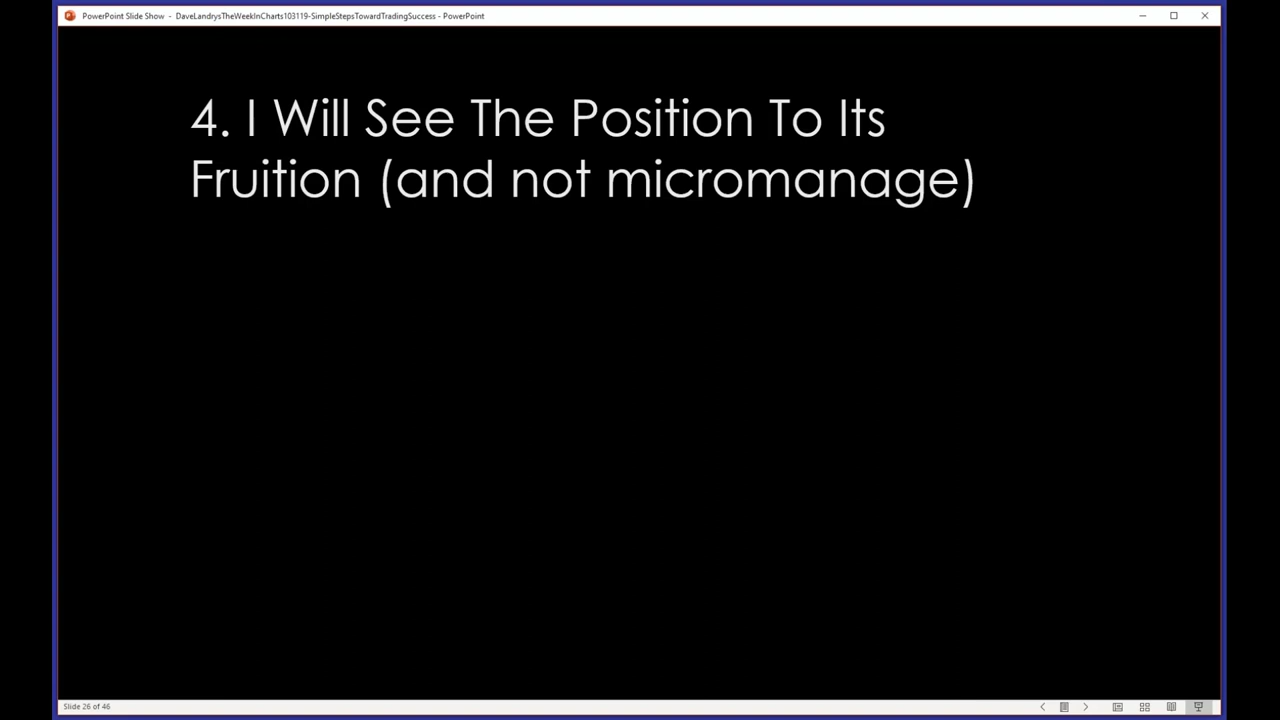 PowerPoint Slide Show - DaveLandrysTheWeekInCharts103119-SimpleStepsTowardTradingSuccess - PowerPoint
4. I Will See The Position To Its
Fruition (and not micromanage)
Slide 26 of 46